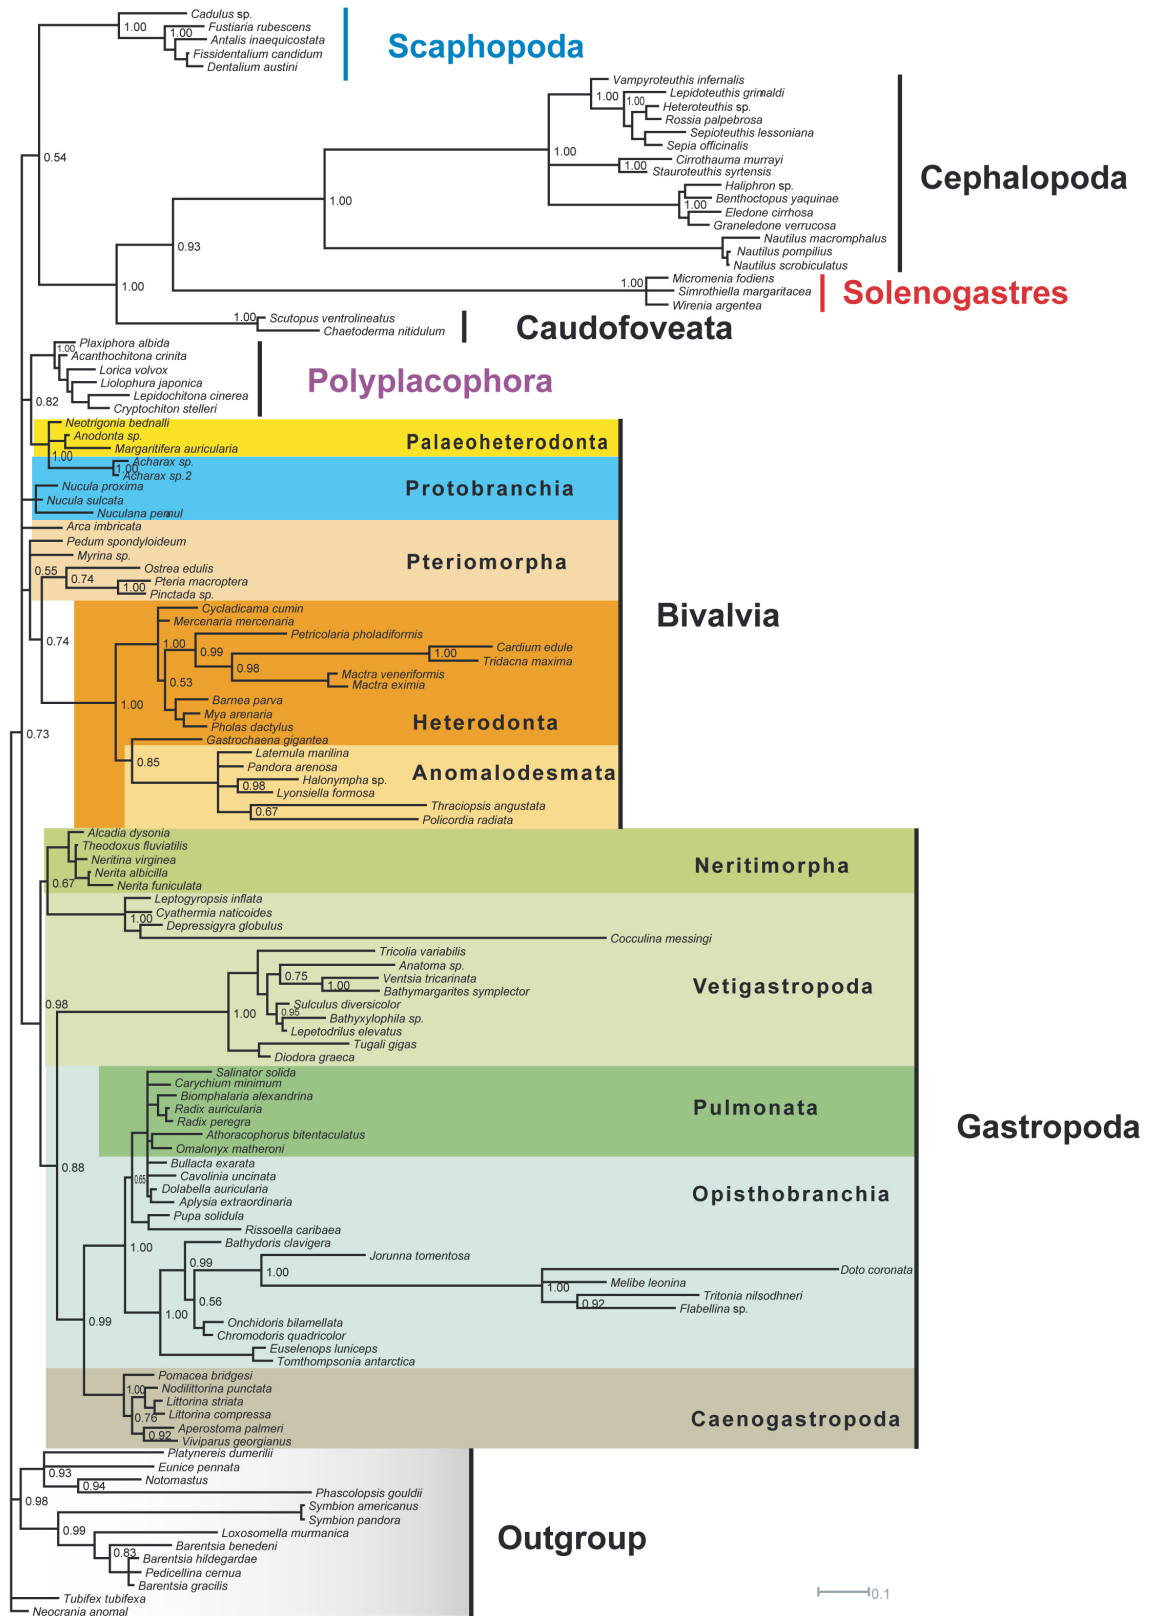 Cadulus sp.
1.00
Fustiaria rubescens
1.00
Antalis inaequicostata
Fissidentalium candidum
Dentalium austini
Scaphopoda
Vampyroteuthis infernalis
1.00
Lepidoteuthis grimaldi
1.00
Heteroteuthis sp.
Rossia palpebrosa
Sepioteuthis lessoniana
Sepia officinalis
0.54
1.00
Cirrothauma murrayi
1.00
Stauroteuthis syrtensis
Cephalopoda
Haliphron sp.
Benthoctopus yaquinae
1.00
1.00
Eledone cirrhosa
Graneledone verrucosa
Nautilus macromphalus
0.93
Nautilus pompilius
Nautilus scrobiculatus
Micromenia fodiens
1.00
1.00
Simrothiella margaritacea
Solenogastres
Wirenia argentea
1.00
Scutopus ventrolineatus
Chaetoderma nitidulum
Caudofoveata
Plaxiphora albida
1.00
Acanthochitona crinita
Lorica volvox
Liolophura japonica
Polyplacophora
Lepidochitona cinerea
0.82
Cryptochiton stelleri
Neotrigonia bednalli
Anodonta sp.
Palaeoheterodonta
Margaritifera auricularia
1.00
Acharax sp.
1.00
Acharax sp.2
Nucula proxima
Protobranchia
Nucula sulcata
Nuculana pernul
Arca imbricata
Pedum spondyloideum
Myrina sp.
Pteriomorpha
0.55
Ostrea edulis
0.74
Pteria macroptera
1.00
Pinctada sp.
Cycladicama cumin
Bivalvia
Mercenaria mercenaria
Petricolaria pholadiformis
0.74
1.00
0.99
Cardium edule
1.00
Tridacna maxima
0.98
Mactra veneriformis
0.53
Mactra eximia
1.00
Barnea parva
Mya arenaria
Heterodonta
Pholas dactylus
0.73
Gastrochaena gigantea
Laternula marilina
0.85
Pandora arenosa
Anomalodesmata
Halonympha sp.
0.98
Lyonsiella formosa
Thraciopsis angustata
0.67
Policordia radiata
Alcadia dysonia
Theodoxus fluviatilis
Neritina virginea
Neritimorpha
Nerita albicilla
0.67
Nerita funiculata
Leptogyropsis inflata
Cyathermia naticoides
1.00
Depressigyra globulus
Cocculina messingi
Tricolia variabilis
Anatoma sp.
0.75
Ventsia tricarinata
1.00
Bathymargarites symplector
Vetigastropoda
0.98
Sulculus diversicolor
1.00
0.95
Bathyxylophila sp.
Lepetodrilus elevatus
Tugali gigas
Diodora graeca
Salinator solida
Carychium minimum
Biomphalaria alexandrina
Radix auricularia
Pulmonata
Radix peregra
Gastropoda
Athoracophorus bitentaculatus
Omalonyx matheroni
0.88
Bullacta exarata
0.65
Cavolinia uncinata
Dolabella auricularia
Opisthobranchia
Aplysia extraordinaria
Pupa solidula
Rissoella caribaea
1.00
Bathydoris clavigera
Jorunna tomentosa
0.99
1.00
Doto coronata
1.00
Melibe leonina
0.56
Tritonia nilsodhneri
0.92
Flabellina sp.
1.00
0.99
Onchidoris bilamellata
Chromodoris quadricolor
Euselenops luniceps
Tomthompsonia antarctica
Pomacea bridgesi
1.00
Nodilittorina punctata
Littorina striata
0.76
Littorina compressa
Caenogastropoda
Aperostoma palmeri
0.92
Viviparus georgianus
Platynereis dumerilii
Eunice pennata
0.93
Notomastus
0.94
Phascolopsis gouldii
0.98
Symbion americanus
Symbion pandora
0.99
Loxosomella murmanica
Outgroup
Barentsia benedeni
0.83
Barentsia hildegardae
Pedicellina cernua
Barentsia gracilis
0.1
Tubifex tubifexa
Neocrania anomal